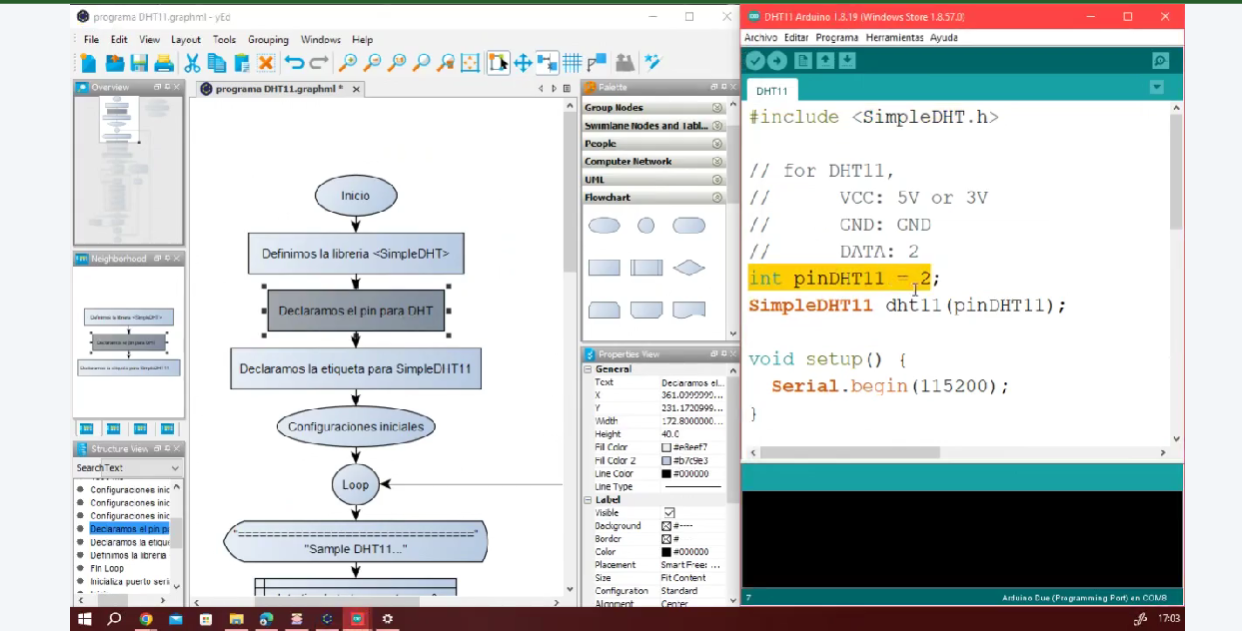 programa DHT11.graphml - yEd
File Edit View Layout Tools Grouping Windows Help
Overview
programa DHT11.graphml *
Neighborhood
Definimos la libreria <SimpleDHT>
Declaramos el pin para DHT
Declaramos la etiqueta para SimpleDHT11
Structure View
Search Text
Configuraciones inic
Configuraciones inic
Configuraciones inic
Declaramos el pin pa
Declaramos la etique
Definimos la libreria
Fin Loop
Inicializa puerto seri
Inicio
Definimos la libreria <SimpleDHT>
Declaramos el pin para DHT
Declaramos la etiqueta para SimpleDHT11
Configuraciones iniciales
Loop
"=================================="
"Sample DHT11..."
Palette
Group Nodes
Swimlane Nodes and Tabl...
People
Computer Network
UML
Flowchart
Properties View
General
Text Declaramos el...
X 361.0999999...
Y 231.1720999...
Width 172.8000000...
Height 40.0
Fill Color #e8eef7
Fill Color 2 #b7c9e3
Line Color #000000
Line Type
Label
Visible
Background #----
Border #
Color #000000
Placement Smart Free: ...
Size Fit Content
Configuration Standard
Alignment Center
DHT11 Arduino 1.8.19 (Windows Store 1.8.57.0)
Archivo Editar Programa Herramientas Ayuda
DHT11
#include <SimpleDHT.h>
// for DHT11,
// VCC: 5V or 3V
// GND: GND
// DATA: 2
int pinDHT11 = 2;
SimpleDHT11 dht11(pinDHT11);
void setup() {
Serial.begin(115200);
}
7
Arduino Due (Programming Port) en COM8
17:03